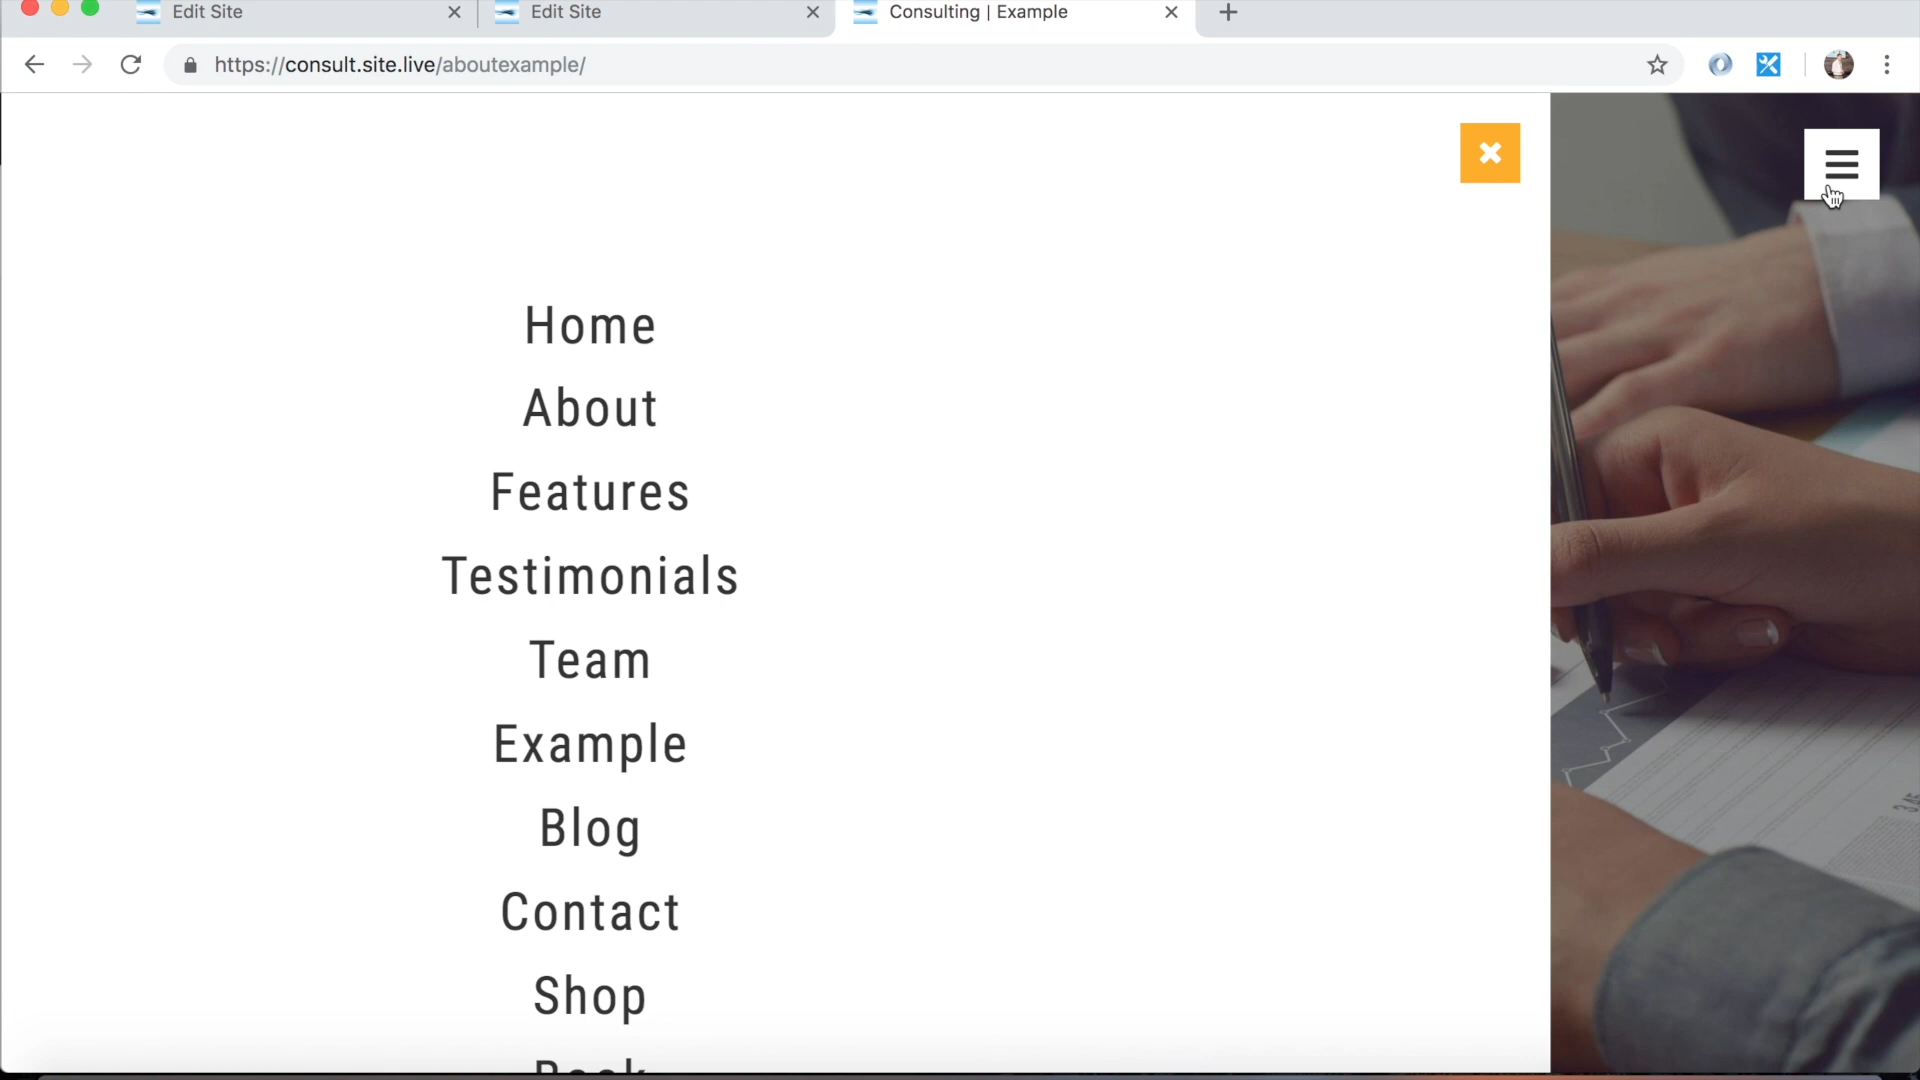 Edit Site
Edit Site
Consulting | Example
https://consult.site.live/aboutexample/
Home
About
Features
Testimonials
Team
Example
Blog
Contact
Shop